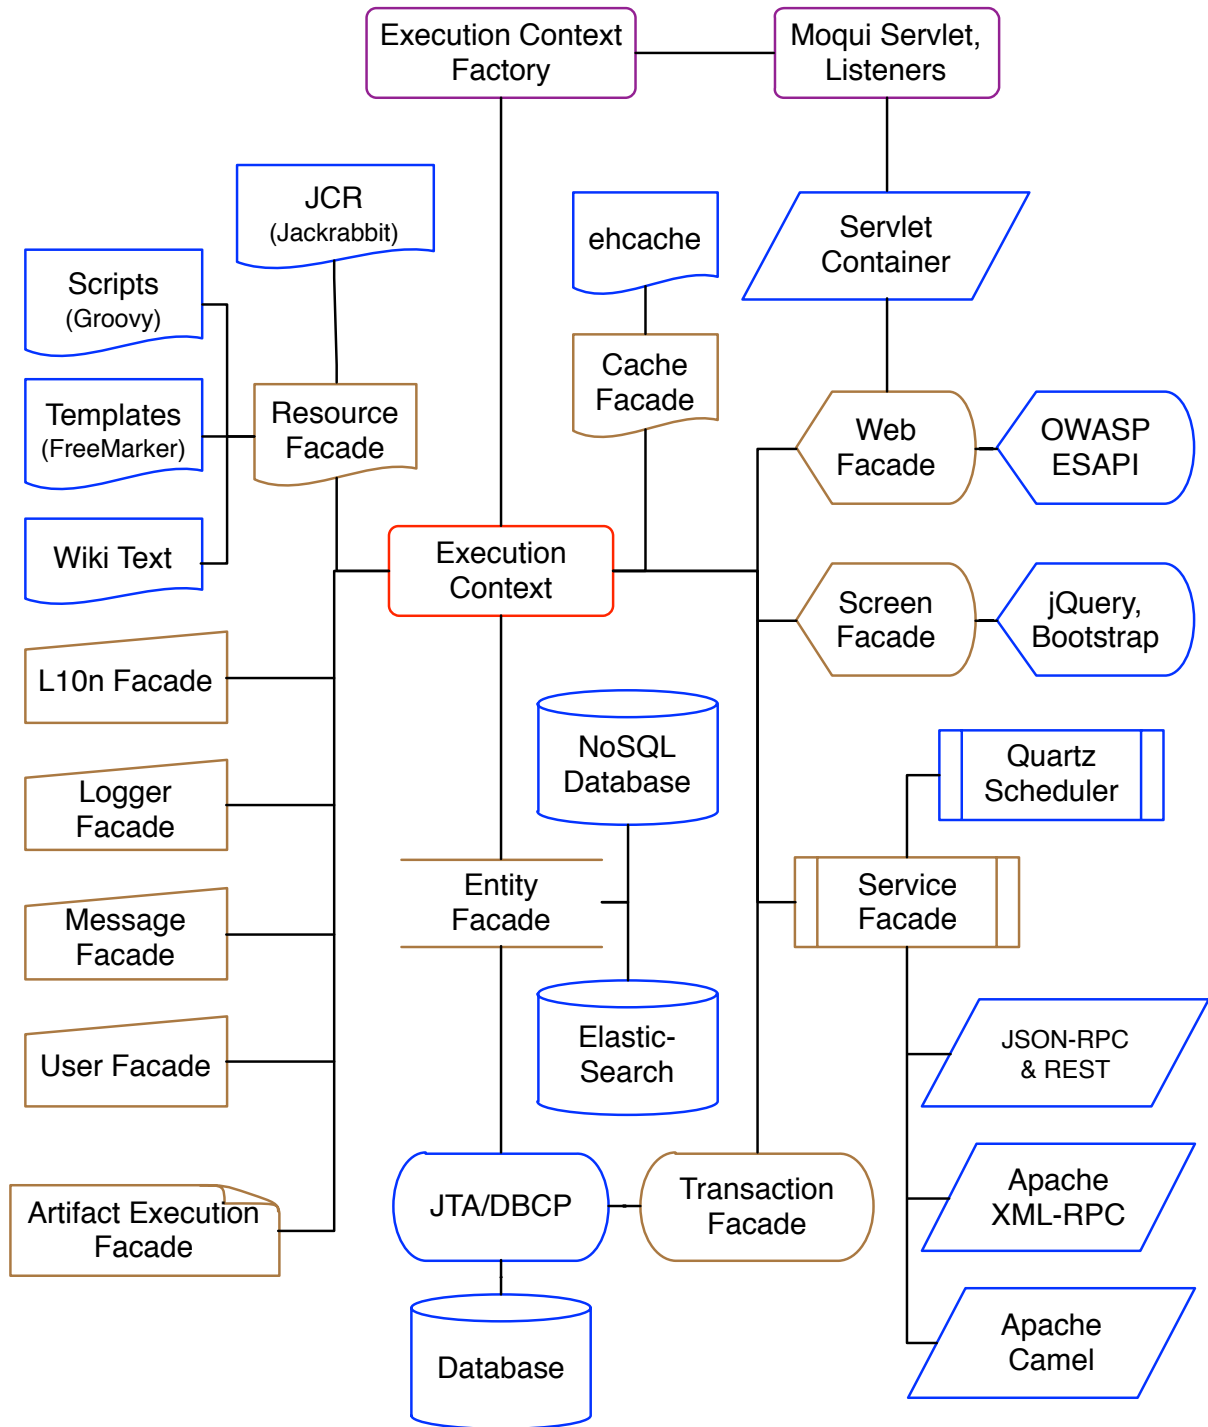 Execution Context
Factory
Moqui Servlet,
Listeners
JCR
(Jackrabbit)
ehcache
Servlet
Container
Scripts
(Groovy)
Cache
Facade
Templates
(FreeMarker)
Resource
Facade
Web
Facade
OWASP
ESAPI
Wiki Text
Execution
Context
Screen
Facade
jQuery,
Bootstrap
L10n Facade
NoSQL
Database
Quartz
Scheduler
Logger
Facade
Entity
Facade
Service
Facade
Message
Facade
Elastic-
Search
JSON-RPC
& REST
User Facade
JTA/DBCP
Transaction
Facade
Apache
XML-RPC
Artifact Execution
Facade
Database
Apache
Camel